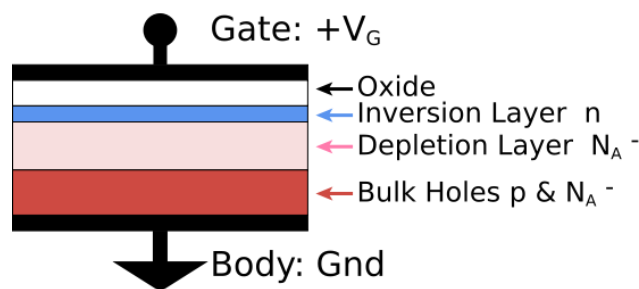 Gate: +VG
Oxide
Inversion Layer n
Depletion Layer NA -
Bulk Holes p & NA -
Body: Gnd